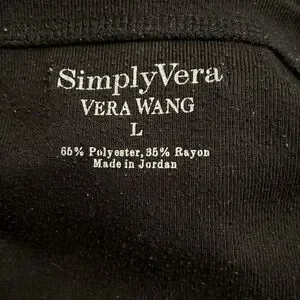 SimplyVera
VERA WANG
L
65% Polyester, 35% Rayon
Made in Jordan